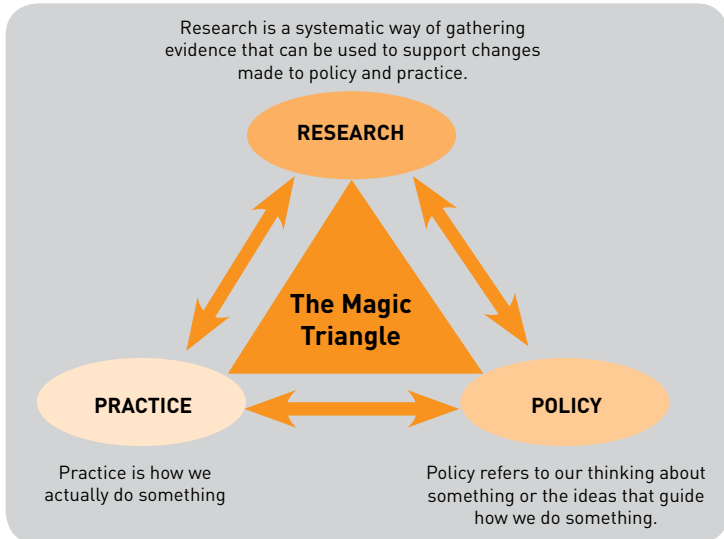 Research is a systematic way of gathering
evidence that can be used to support changes
made to policy and practice.
RESEARCH
The Magic
Triangle
PRACTICE
POLICY
Practice is how we
actually do something
Policy refers to our thinking about
something or the ideas that guide
how we do something.